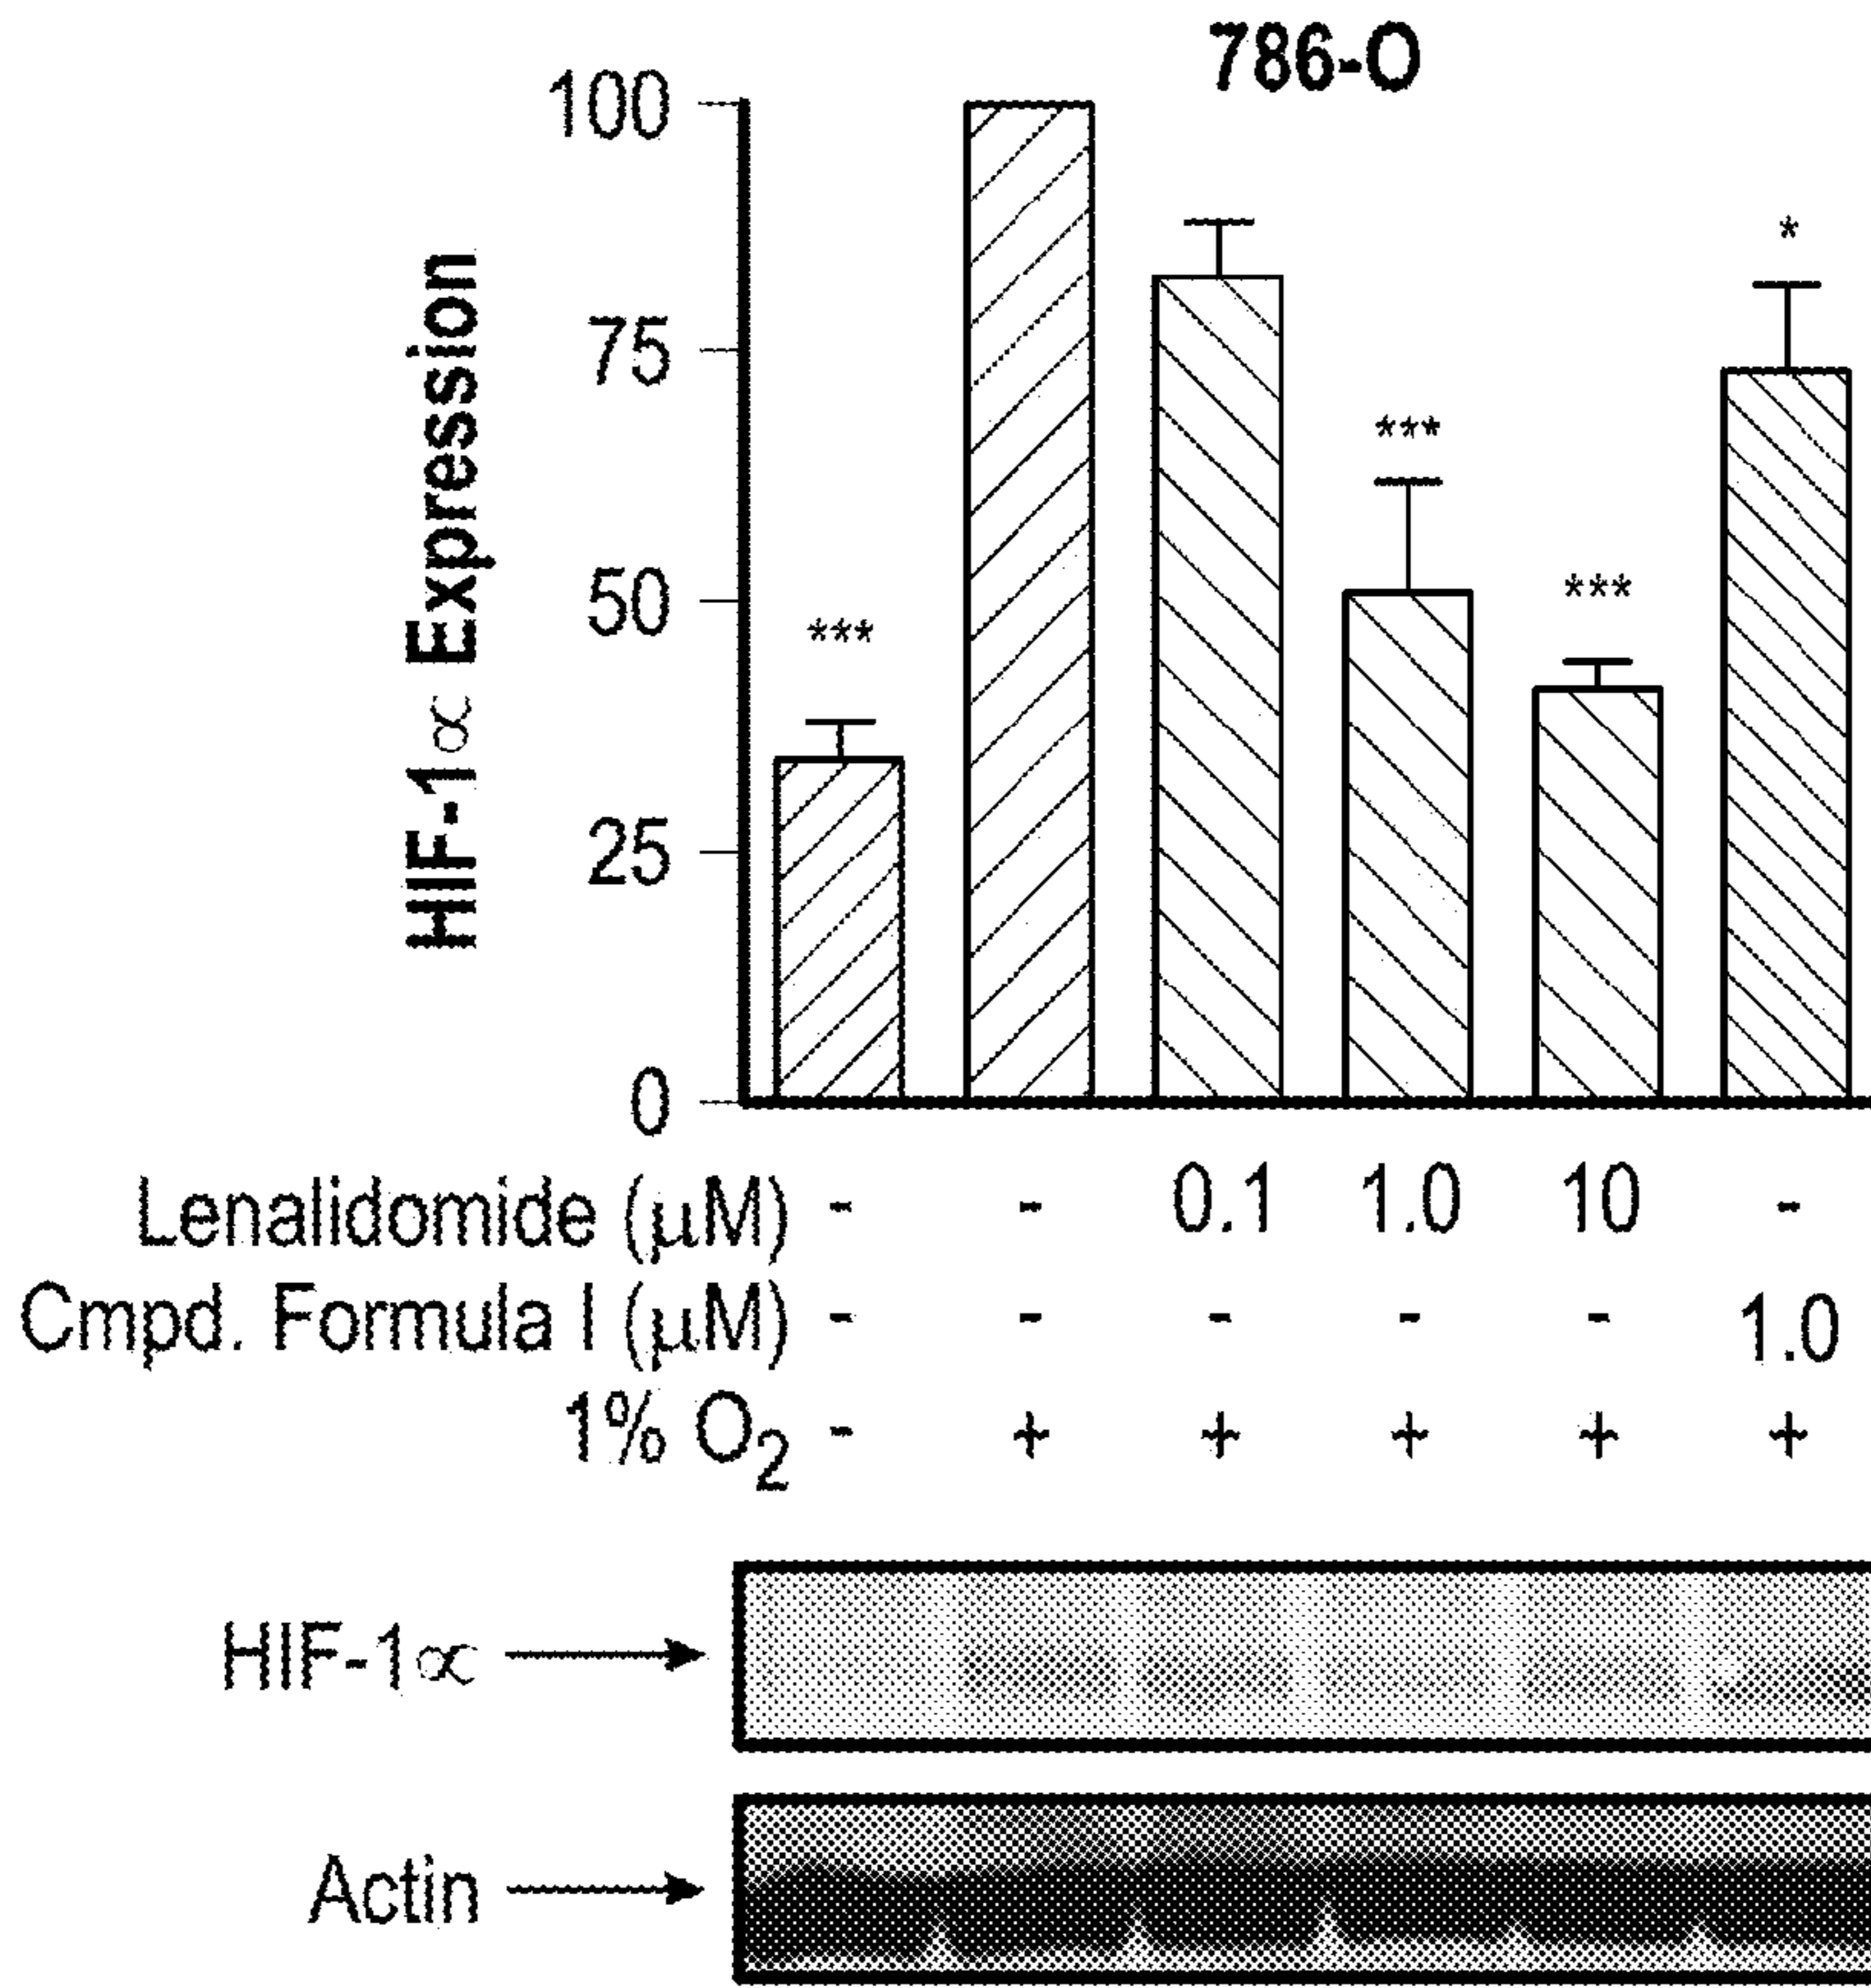 786-O
HIF-1∝ Expression
100
75
50
25
0
*** *** *** *
Lenalidomide (μM) - - 0.1 1.0 10 -
Cmpd. Formula I (μM) - - - - - 1.0
1% O₂ - + + + + +
HIF-1∝
Actin